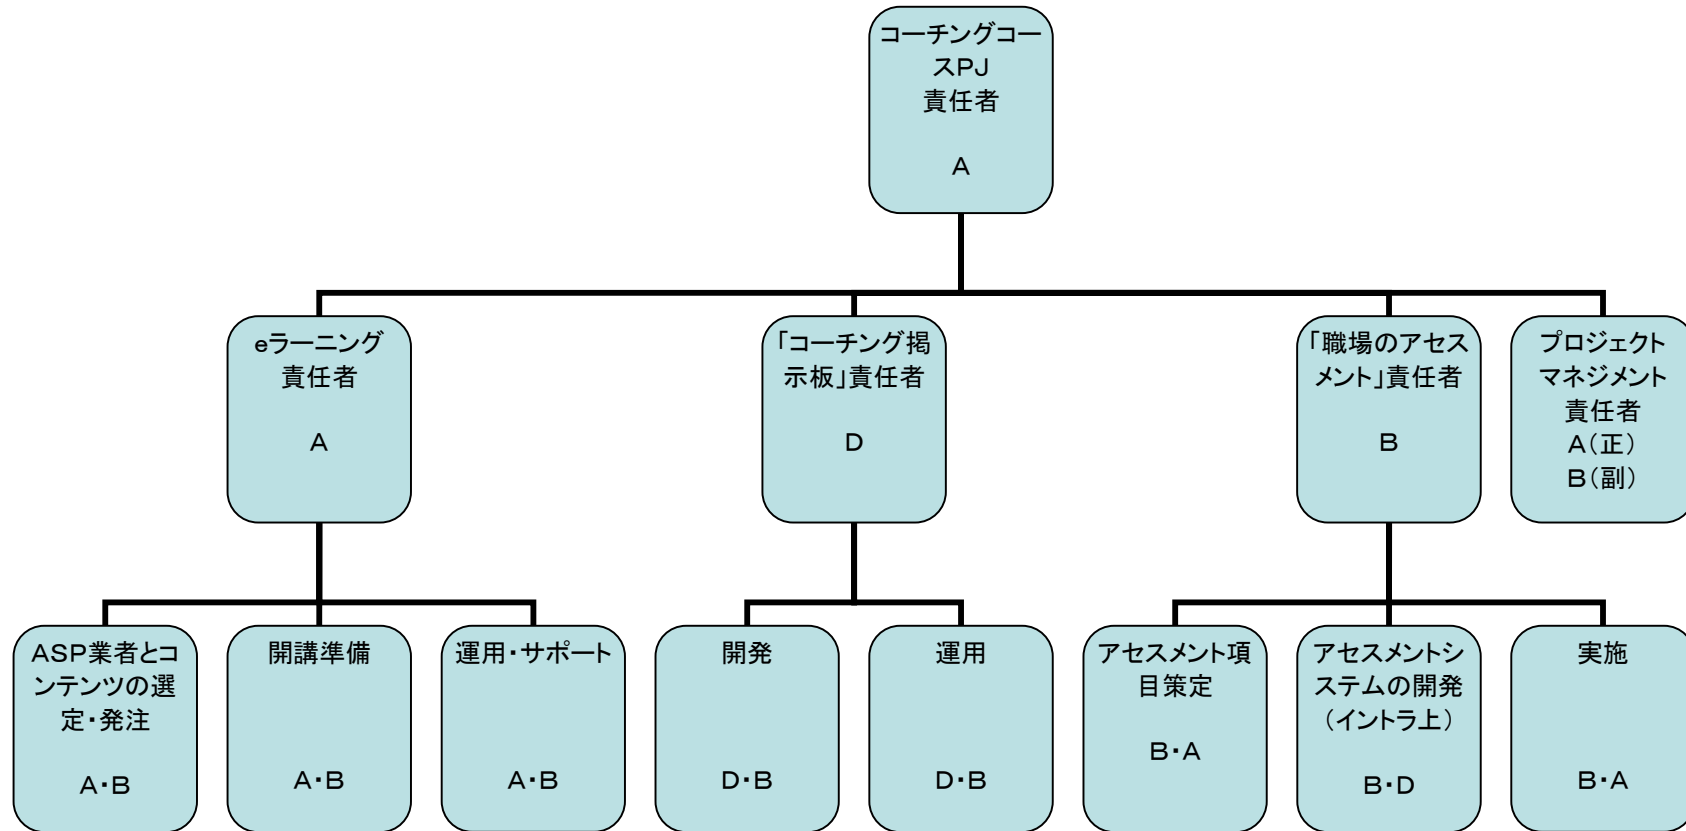 コーチングコー
スＰＪ
責任者
Ａ
eラーニング
責任者
Ａ
「コーチング掲
示板」責任者
Ｄ
「職場のアセス
メント」責任者
Ｂ
プロジェクト
マネジメント
責任者
Ａ（正）
Ｂ（副）
ＡＳＰ業者とコ
ンテンツの選
定・発注
Ａ・Ｂ
開講準備
Ａ・Ｂ
運用・サポート
Ａ・Ｂ
開発
Ｄ・Ｂ
運用
Ｄ・Ｂ
アセスメント項
目策定
Ｂ・Ａ
アセスメントシ
ステムの開発
（イントラ上）
Ｂ・Ｄ
実施
Ｂ・Ａ